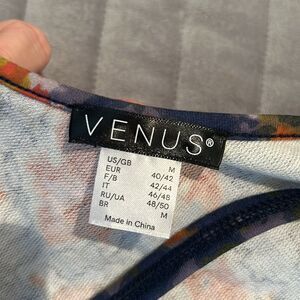 VENUS®
US/GB M
EUR 40/42
F/B 42/44
IT 46/48
RU/UA 48/50
BR M
Made in China